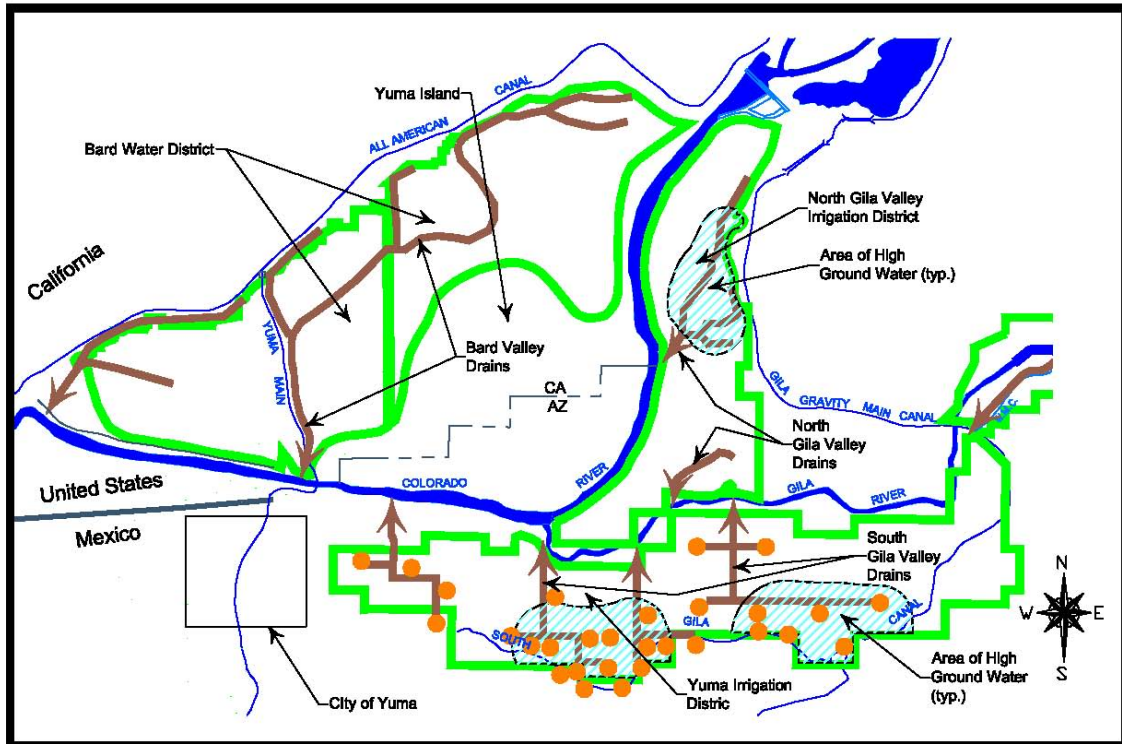 Yuma Island
ALL AMERICAN
CANAL
Bard Water District
North Gila Valley
Irrigation District
Area of High
Ground Water (typ.)
California
YUMA
MAIN
Bard Valley
Drains
CA
AZ
GILA
GRAVITY
MAIN
CANAL
North
Gila Valley
Drains
United States
Mexico
COLORADO
RIVER
GILA
RIVER
South
Gila Valley
Drains
SOUTH
GILA
CANAL
N
W
E
S
City of Yuma
Yuma Irrigation
Distric
Area of High
Ground Water
(typ.)